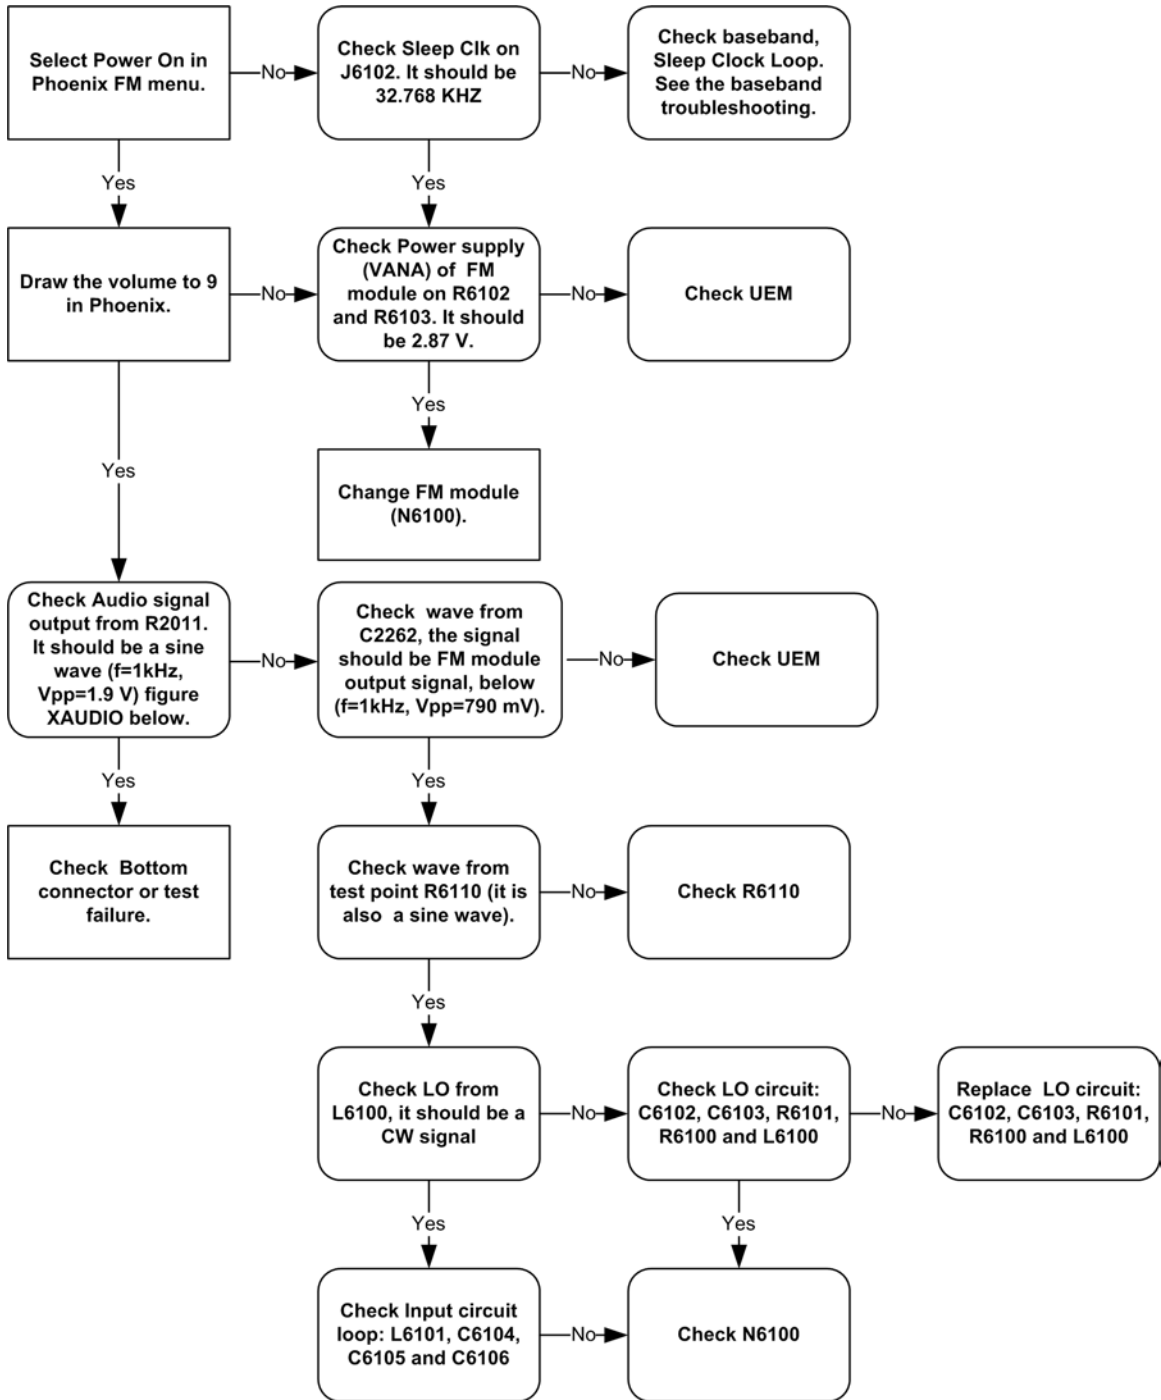 Select Power On in
Phoenix FM menu.
No
Check Sleep Clk on
J6102. It should be
32.768 KHZ
No
Check baseband,
Sleep Clock Loop.
See the baseband
troubleshooting.
Yes
Yes
Draw the volume to 9
in Phoenix.
No
Check Power supply
(VANA) of FM
module on R6102
and R6103. It should
be 2.87 V.
No
Check UEM
Yes
Yes
Change FM module
(N6100).
Check Audio signal
output from R2011.
It should be a sine
wave (f=1kHz,
Vpp=1.9 V) figure
XAUDIO below.
No
Check wave from
C2262, the signal
should be FM module
output signal, below
(f=1kHz, Vpp=790 mV).
No
Check UEM
Yes
Yes
Check Bottom
connector or test
failure.
Check wave from
test point R6110 (it is
also a sine wave).
No
Check R6110
Yes
Check LO from
L6100, it should be a
CW signal
No
Check LO circuit:
C6102, C6103, R6101,
R6100 and L6100
No
Replace LO circuit:
C6102, C6103, R6101,
R6100 and L6100
Yes
Yes
Check Input circuit
loop: L6101, C6104,
C6105 and C6106
No
Check N6100